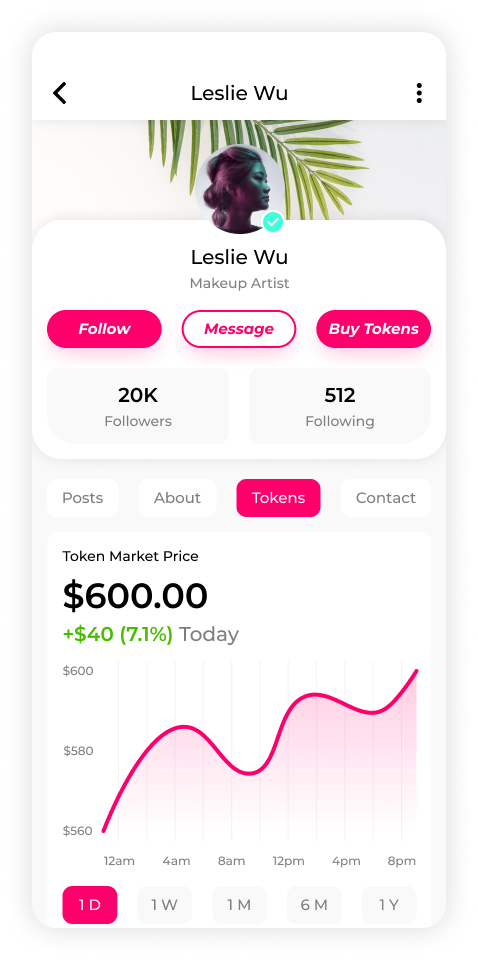 Leslie Wu
Leslie Wu
Makeup Artist
Follow Message Buy Tokens
20K 512
Followers Following
Posts About Tokens Contact
Token Market Price
$600.00
+$40 (7.1%) Today
$600
$580
$560
12am 4am 8am 12pm 4pm 8pm
1 D 1 W 1 M 6 M 1 Y